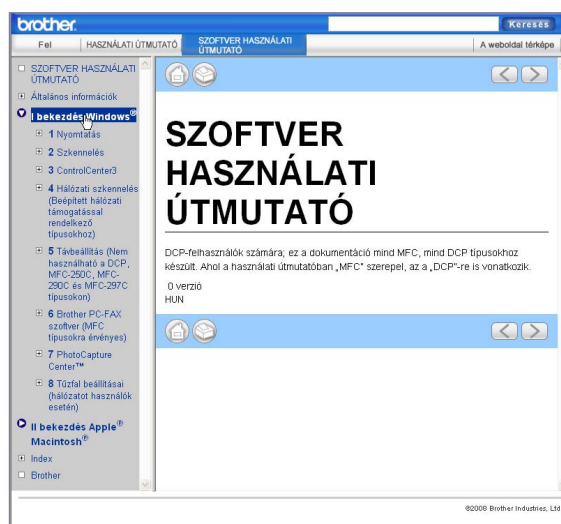 brother.
Keresés
Fel
HASZNÁLATI ÚTMUTATÓ
SZOFTVER HASZNÁLATI
ÚTMUTATÓ
A weboldal térképe
SZOFTVER HASZNÁLATI
ÚTMUTATÓ
Általános információk
I bekezdés Windows®
1 Nyomtatás
2 Szkennelés
3 ControlCenter3
4 Hálózati szkennelés
(Beépített hálózati
támogatással
rendelkező
típusokhoz)
5 Távbeállítás (Nem
használható a DCP,
MFC-250C, MFC-
290C és MFC-297C
típusokon)
6 Brother PC-FAX
szoftver (MFC
típusokra érvényes)
7 PhotoCapture
Center™
8 Tűzfal beállításai
(hálózatot használók
esetén)
II bekezdés Apple®
Macintosh®
Index
Brother
SZOFTVER
HASZNÁLATI
ÚTMUTATÓ
DCP-felhasználók számára; ez a dokumentáció mind MFC, mind DCP típusokhoz
készült. Ahol a használati útmutatóban „MFC" szerepel, az a „DCP"-re is vonatkozik.
0 verzió
HUN
©2008 Brother Industries, Ltd